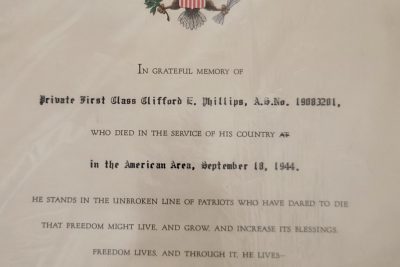 In grateful memory of
Private First Class Clifford E. Phillips, A.S.No. 19083201,
WHO DIED IN THE SERVICE OF HIS COUNTRY AT
in the American Area, September 18, 1944.
HE STANDS IN THE UNBROKEN LINE OF PATRIOTS WHO HAVE DARED TO DIE
THAT FREEDOM MIGHT LIVE, AND GROW, AND INCREASE ITS BLESSINGS.
FREEDOM LIVES, AND THROUGH IT, HE LIVES—